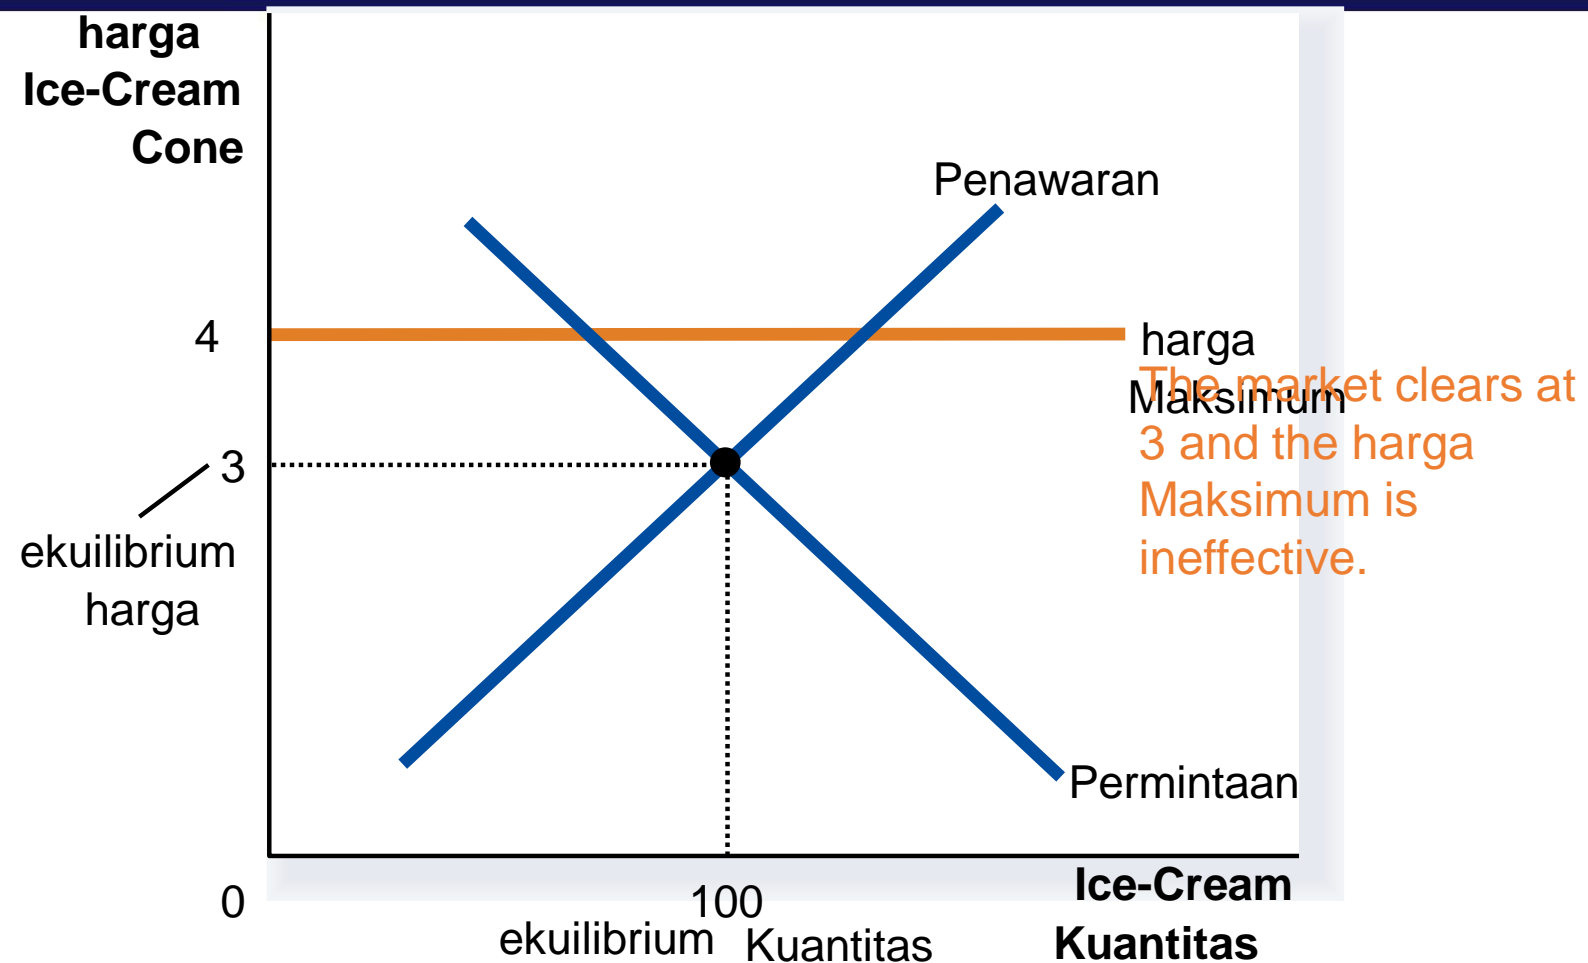 harga
Ice-Cream
Cone
Penawaran
4
harga
Maksimum
The market clears at
3 and the harga
Maksimum is
ineffective.
3
ekuilibrium
harga
Permintaan
0
100
ekuilibrium Kuantitas
Ice-Cream
Kuantitas